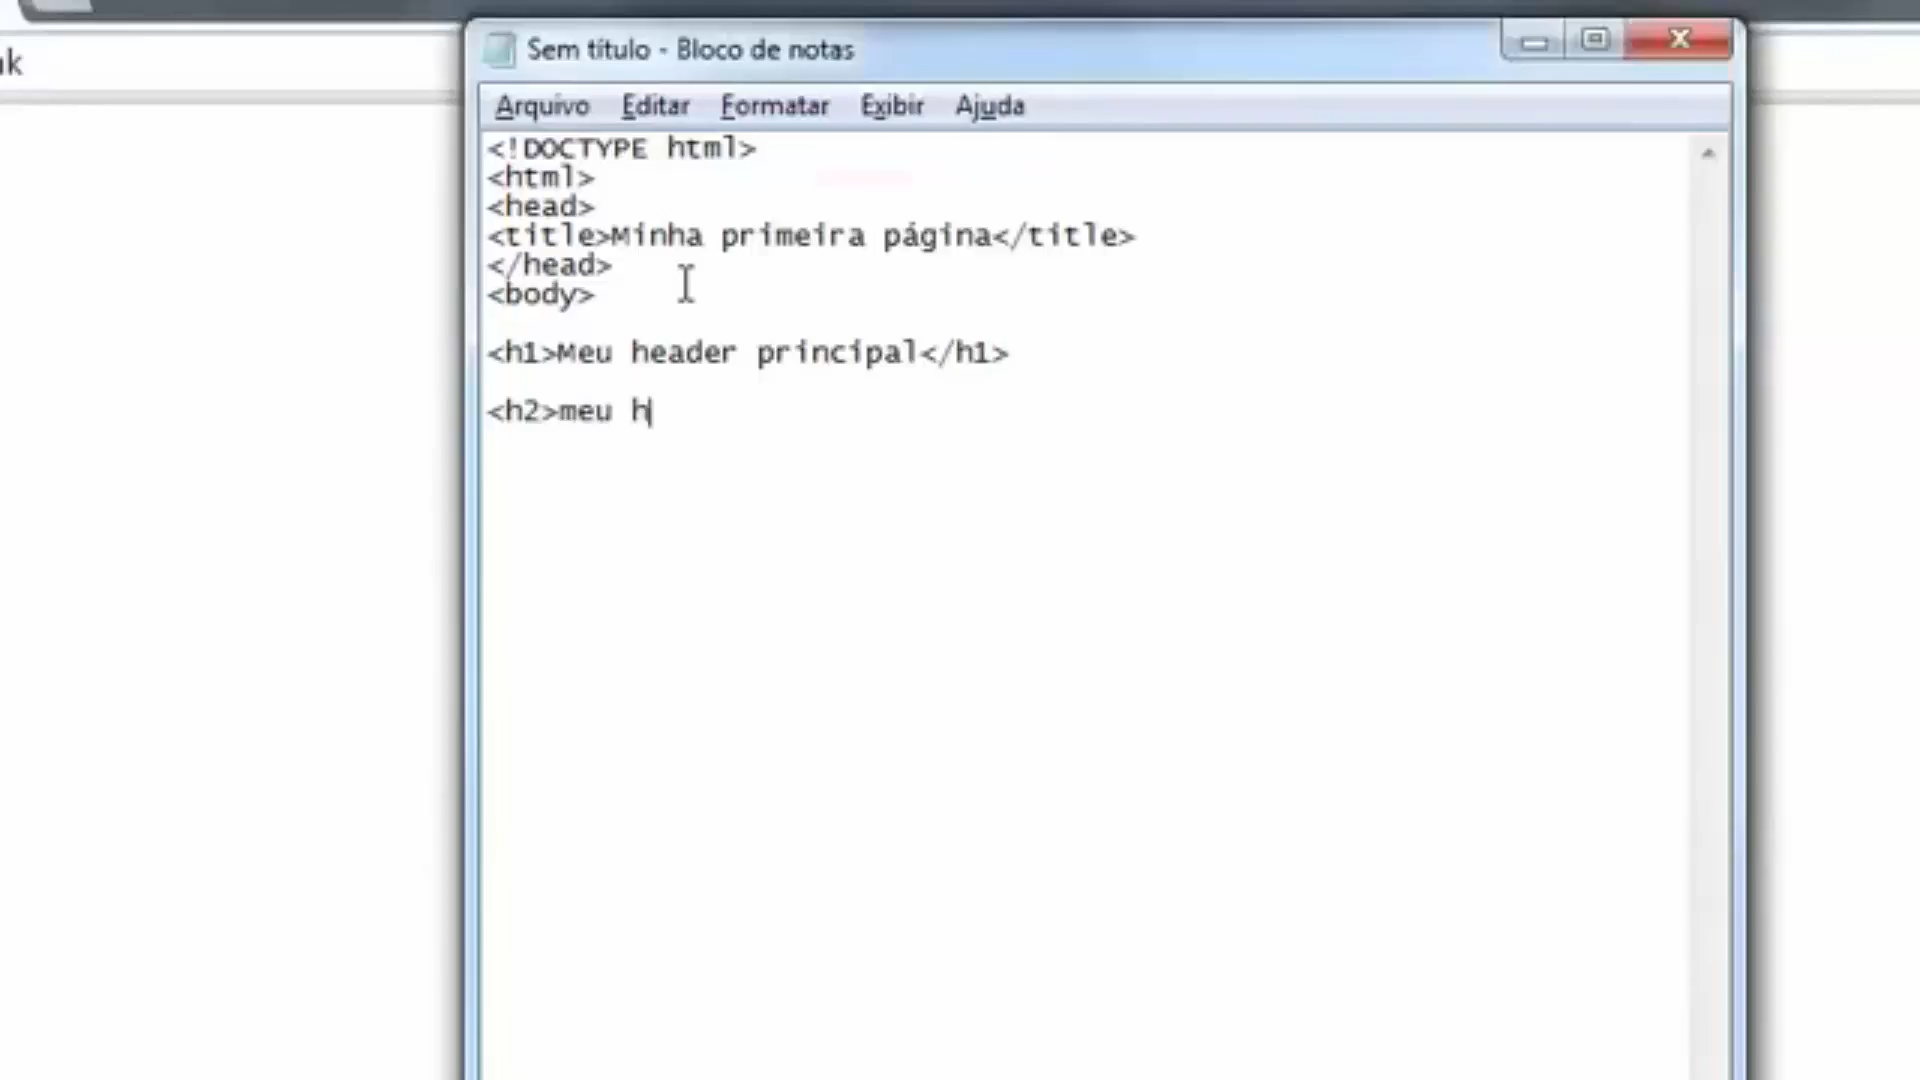 Sem título - Bloco de notas
Arquivo Editar Formatar Exibir Ajuda
<!DOCTYPE html>
<html>
<head>
<title>Minha primeira página</title>
</head>
<body>
<h1>Meu header principal</h1>
<h2>meu h